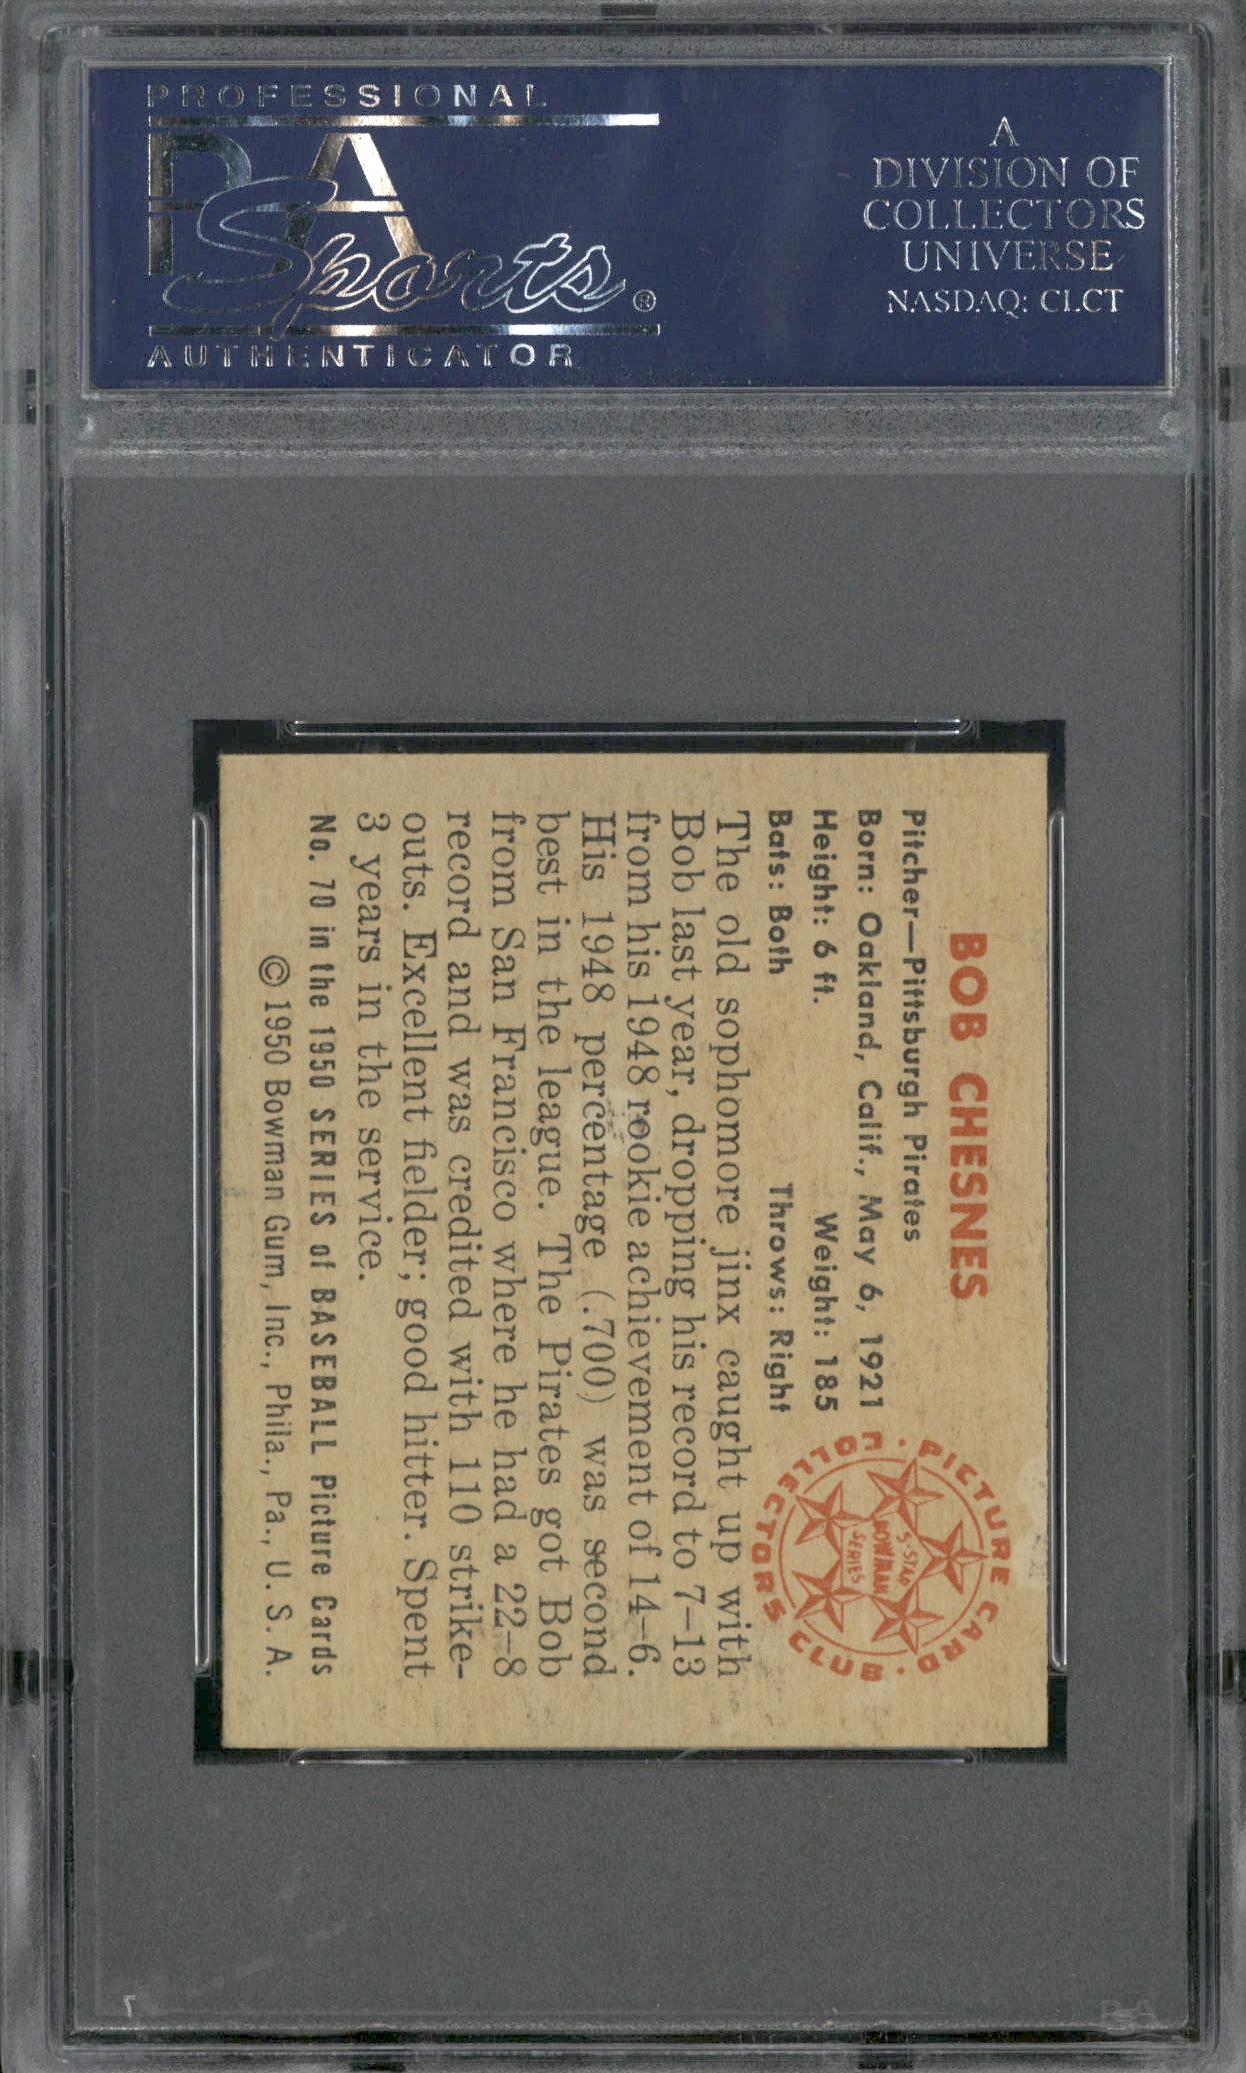 PROFESSIONAL
PSA
Sports®
AUTHENTICATOR
A
DIVISION OF
COLLECTORS
UNIVERSE
NASDAQ: CLCT
BOB CHESNES
Pitcher—Pittsburgh Pirates
Born: Oakland, Calif., May 6, 1921
Height: 6 ft. Weight: 185
Bats: Both Throws: Right
PICTURE CARD · COLLECTORS CLUB ·
5-STAR
BOWMAN
SERIES
The old sophomore jinx caught up with
Bob last year, dropping his record to 7–13
from his 1948 rookie achievement of 14–6.
His 1948 percentage (.700) was second
best in the league. The Pirates got Bob
from San Francisco where he had a 22–8
record and was credited with 110 strike-
outs. Excellent fielder; good hitter. Spent
3 years in the service.
No. 70 in the 1950 SERIES of BASEBALL Picture Cards
© 1950 Bowman Gum, Inc., Phila., Pa., U. S. A.
7
PSA